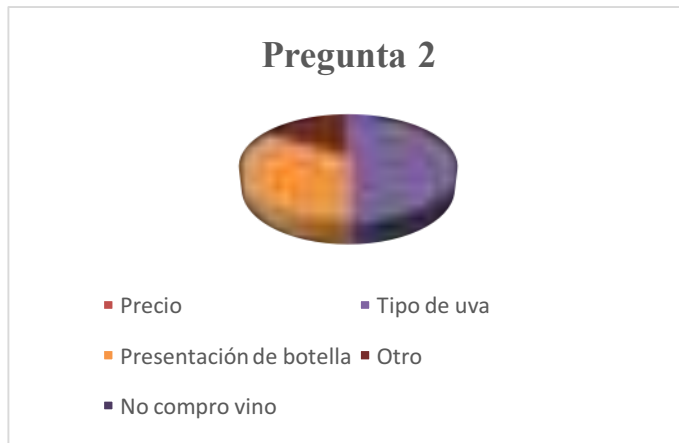 Pregunta 2
Precio
Tipo de uva
Presentación de botella
Otro
No compro vino